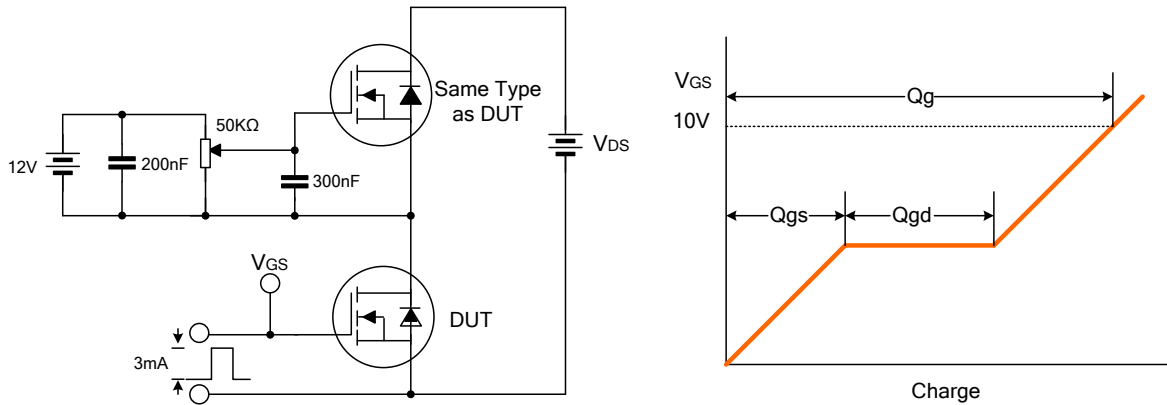 Same Type
as DUT
50KΩ
12V
200nF
300nF
VDS
VGS
DUT
3mA
VGS
Qg
10V
Qgs
Qgd
Charge